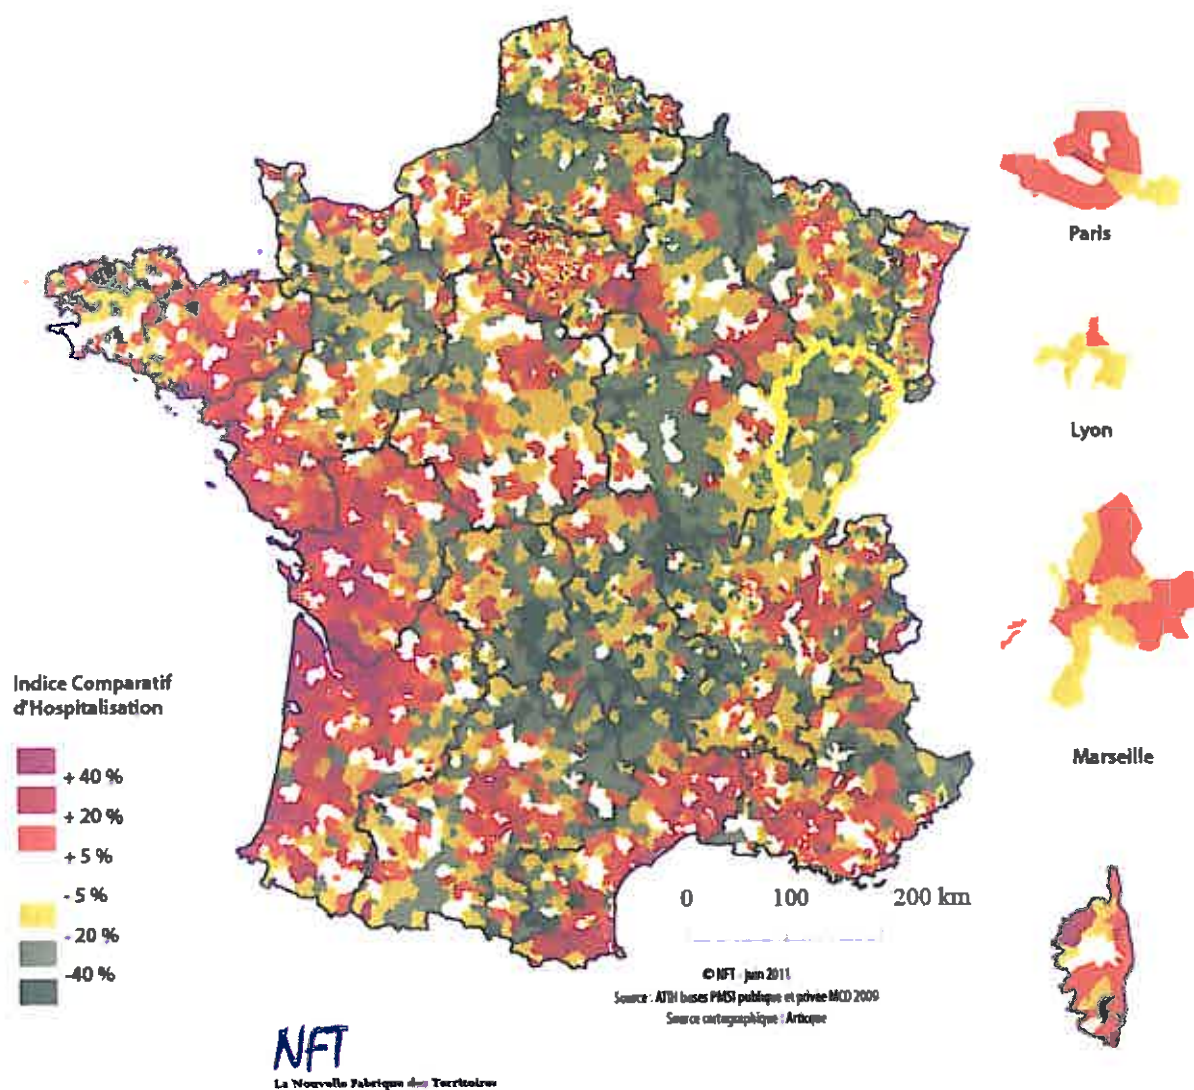 Paris
Lyon
Marseille
Indice Comparatif
d'Hospitalisation
+ 40 %
+ 20 %
+ 5 %
- 5 %
- 20 %
-40 %
0 100 200 km
© NFT - juin 2011
Source : ATIH bases PMSI publique et privée MCO 2009
Source cartographique : Articque
NFT
La Nouvelle Fabrique des Territoires